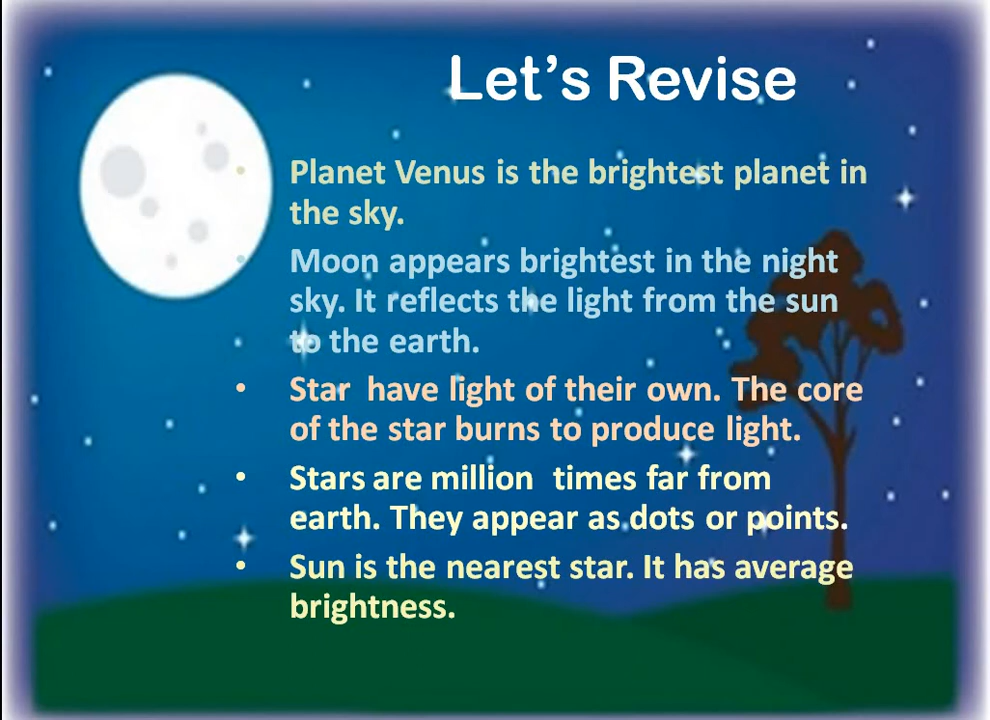 Let's Revise
• Planet Venus is the brightest planet in
the sky.
• Moon appears brightest in the night
sky. It reflects the light from the sun
to the earth.
• Star  have light of their own. The core
of the star burns to produce light.
• Stars are million  times far from
earth. They appear as dots or points.
• Sun is the nearest star. It has average
brightness.